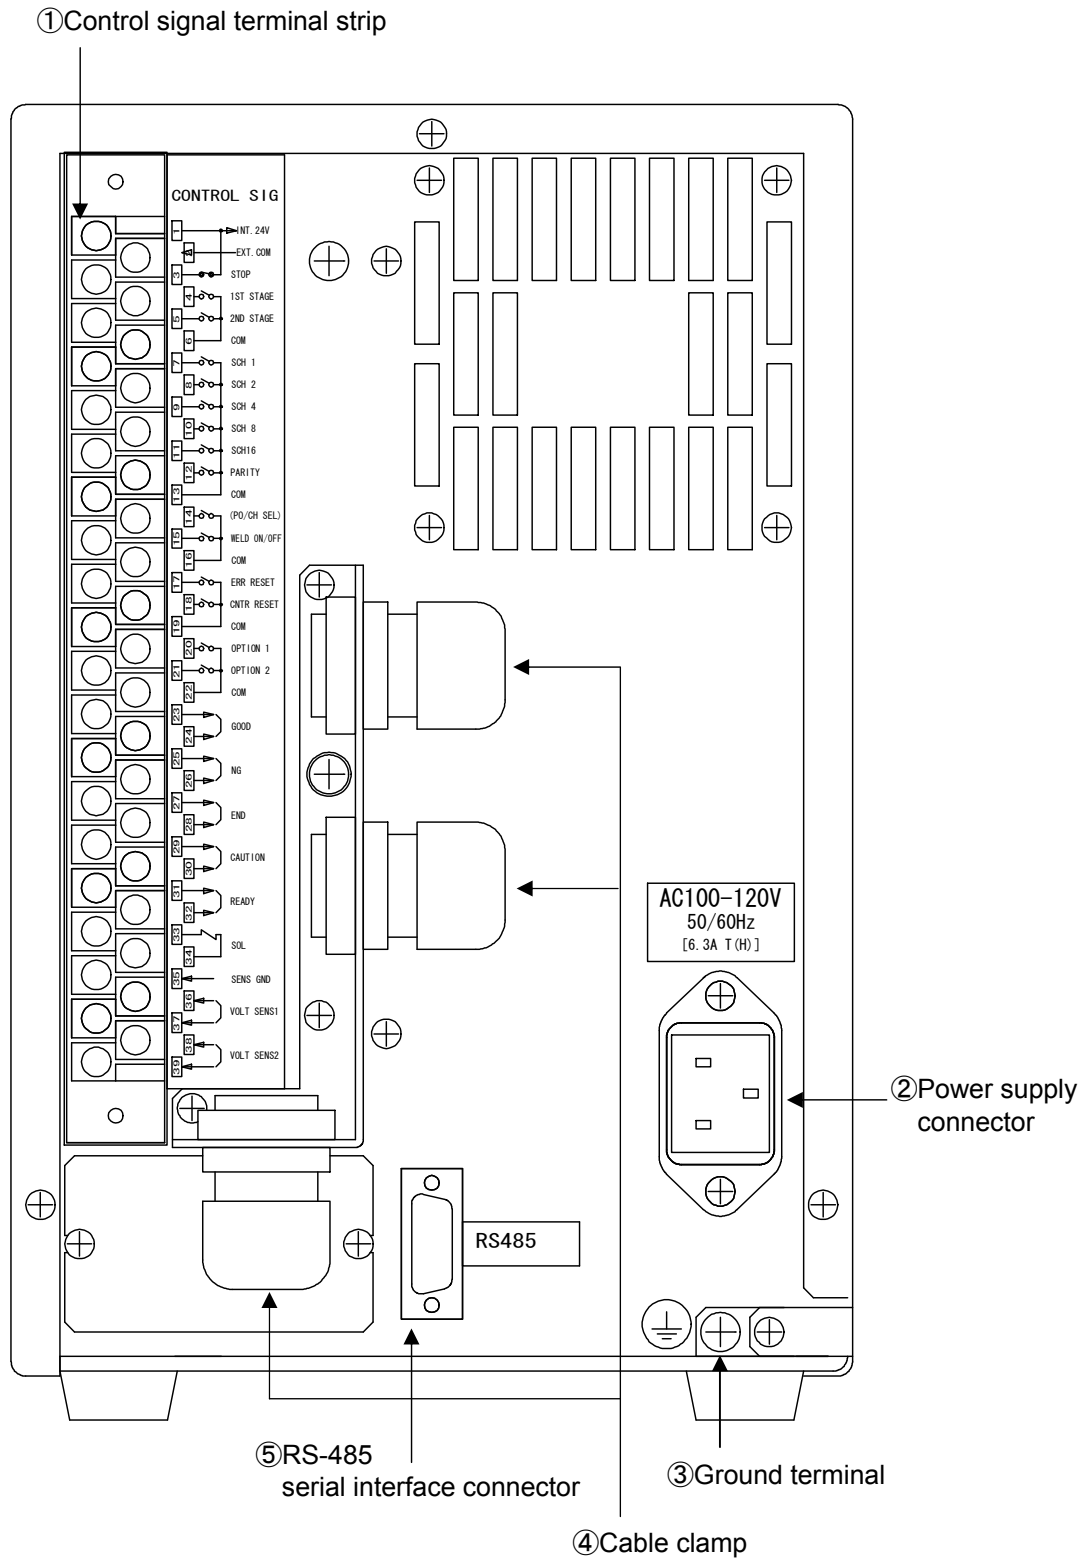 ①Control signal terminal strip
CONTROL SIG
1 INT.24V
2 EXT.COM
3 STOP
4 1ST STAGE
5 2ND STAGE
6 COM
7 SCH 1
8 SCH 2
9 SCH 4
10 SCH 8
11 SCH16
12 PARITY
13 COM
14 (PO/CH SEL)
15 WELD ON/OFF
16 COM
17 ERR RESET
18 CNTR RESET
19 COM
20 OPTION 1
21 OPTION 2
22 COM
23
24 GOOD
25
26 NG
27
28 END
29
30 CAUTION
31
32 READY
33
34 SOL
35 SENS GND
36
37 VOLT SENS1
38
39 VOLT SENS2
AC100-120V
50/60Hz
[6.3A T(H)]
②Power supply
connector
RS485
⑤RS-485
serial interface connector
③Ground terminal
④Cable clamp